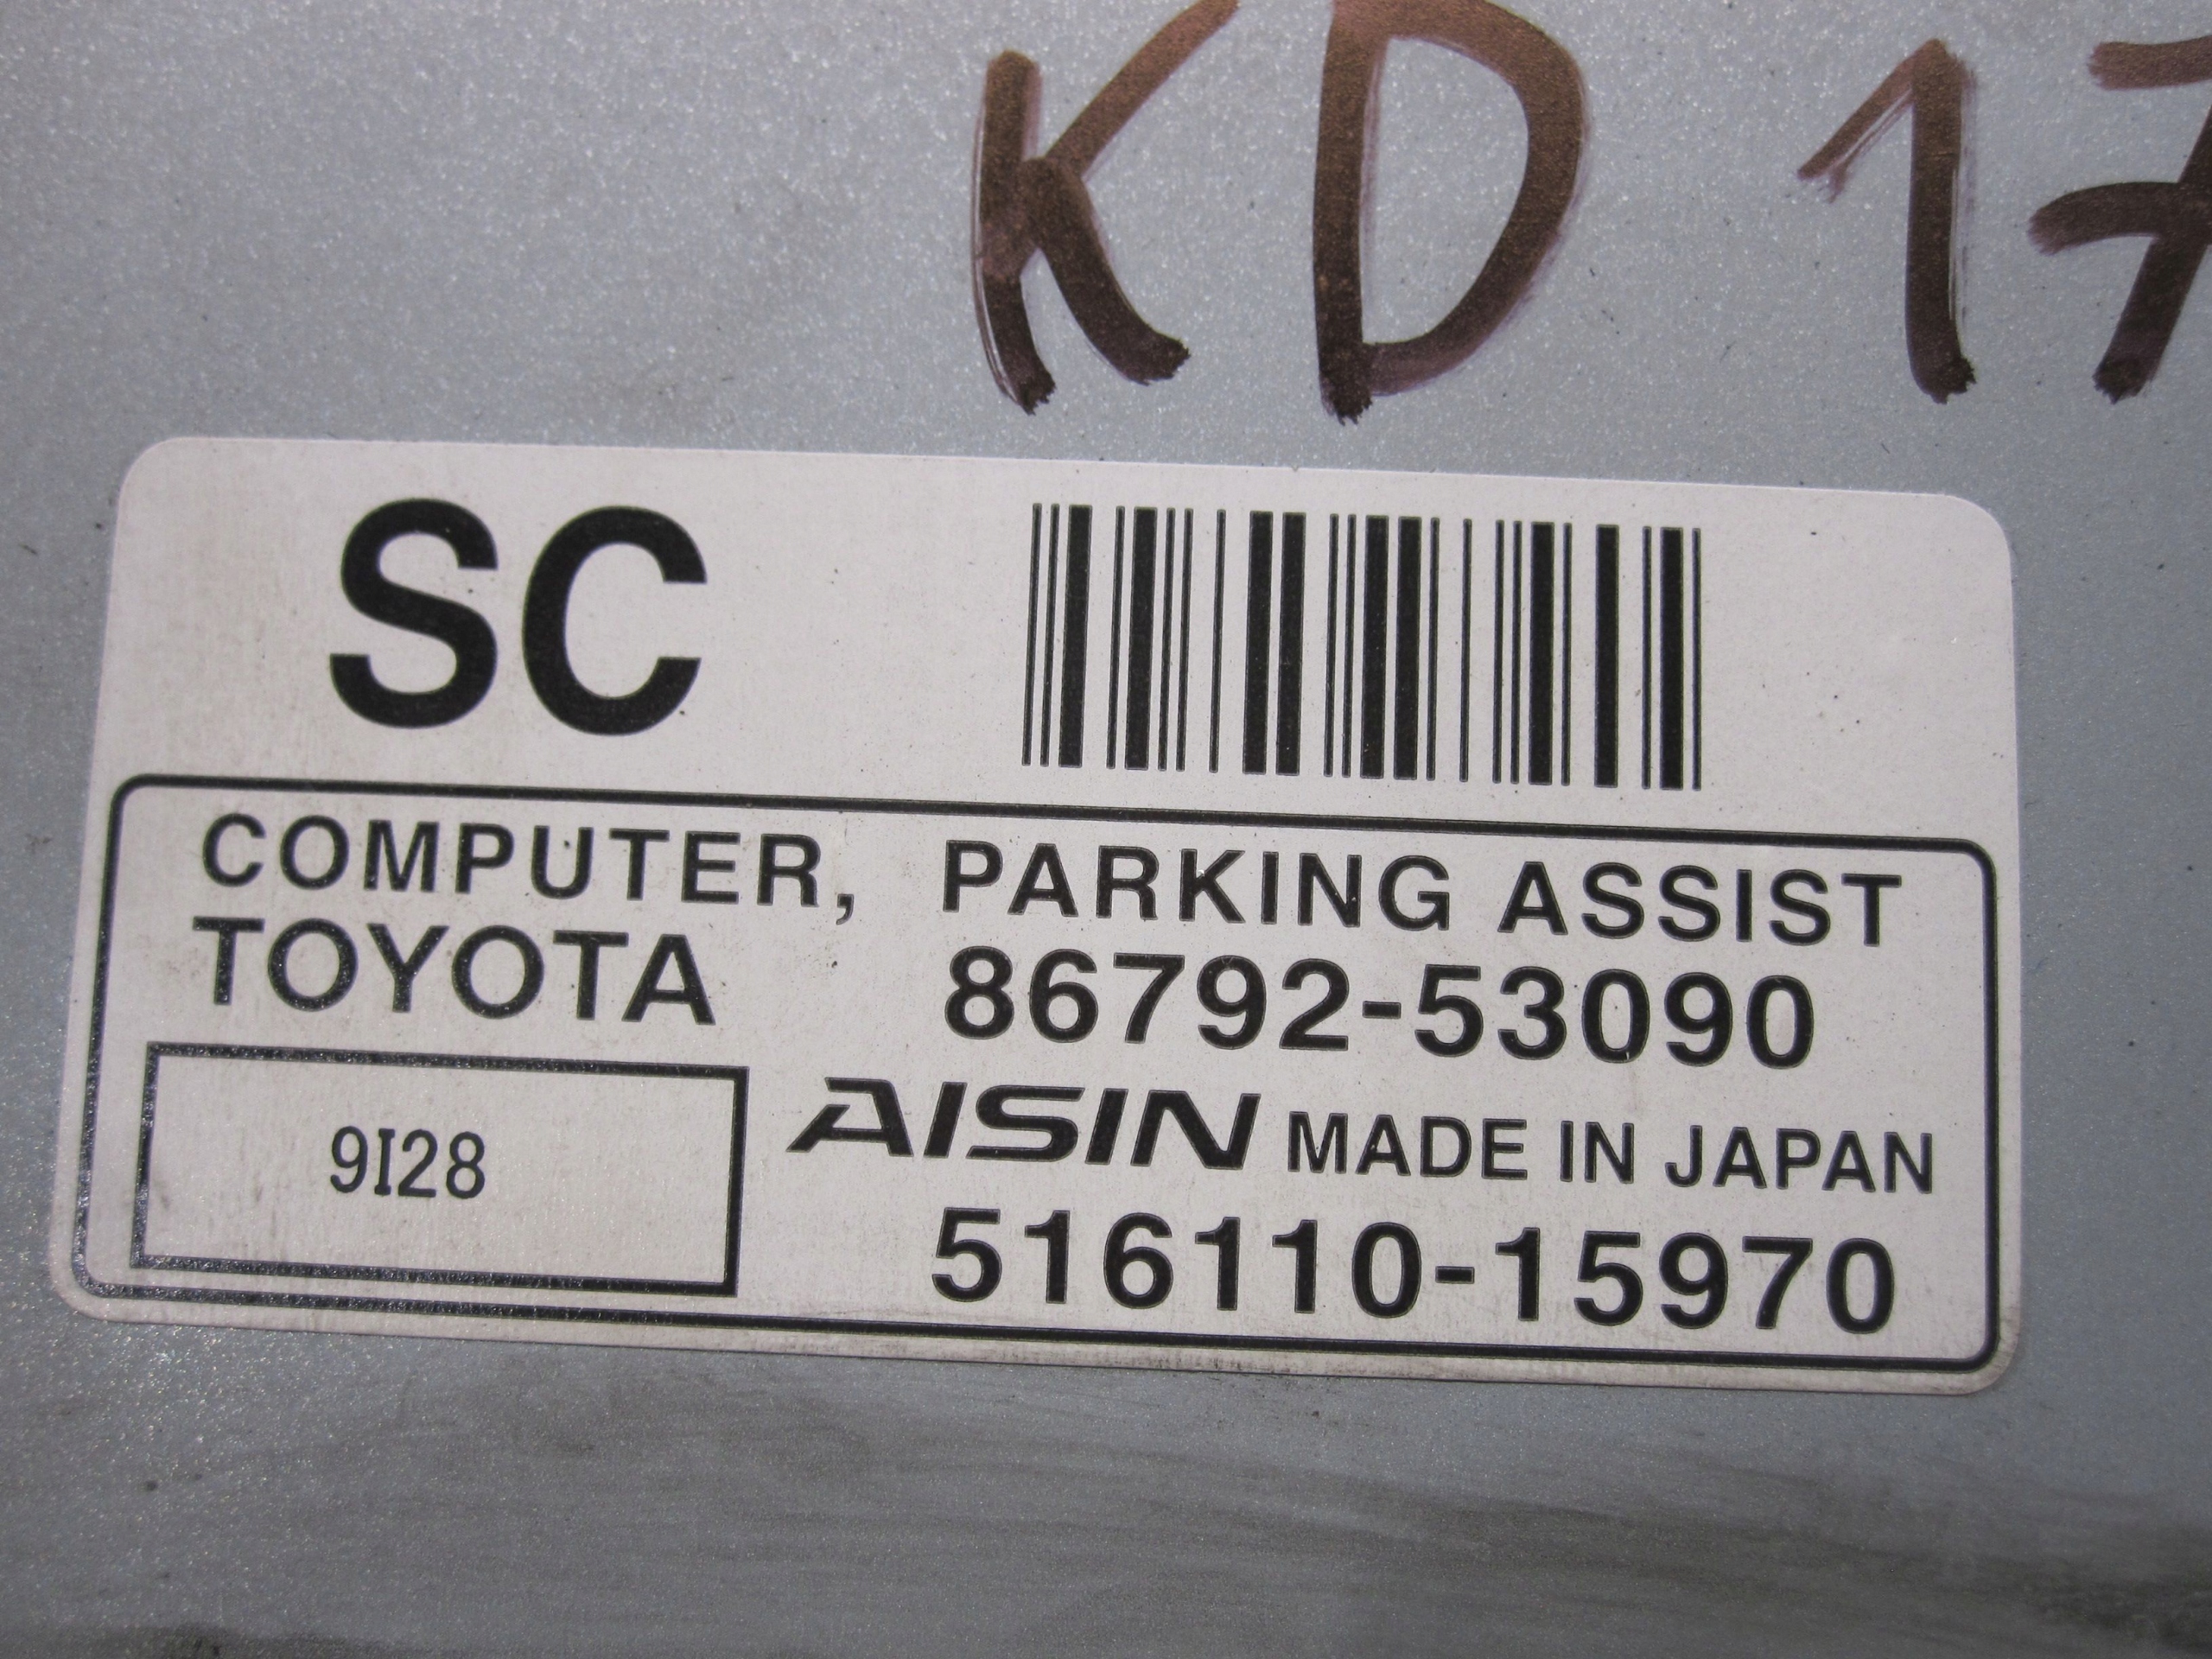 KD 17
SC
COMPUTER, PARKING ASSIST
TOYOTA 86792-53090
9I28
AISIN MADE IN JAPAN
516110-15970